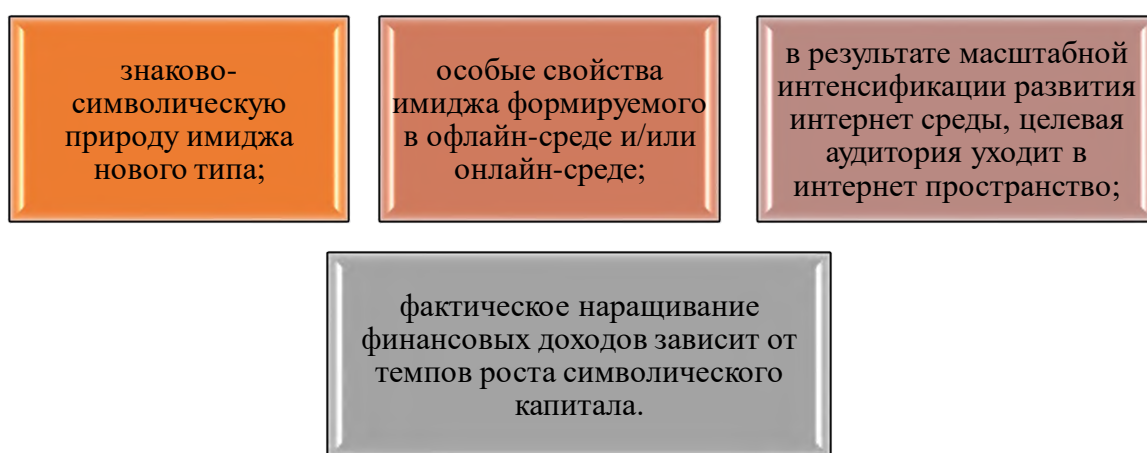 знаково-
символическую
природу имиджа
нового типа;
особые свойства
имиджа формируемого
в офлайн-среде и/или
онлайн-среде;
в результате масштабной
интенсификации развития
интернет среды, целевая
аудитория уходит в
интернет пространство;
фактическое наращивание
финансовых доходов зависит от
темпов роста символического
капитала.